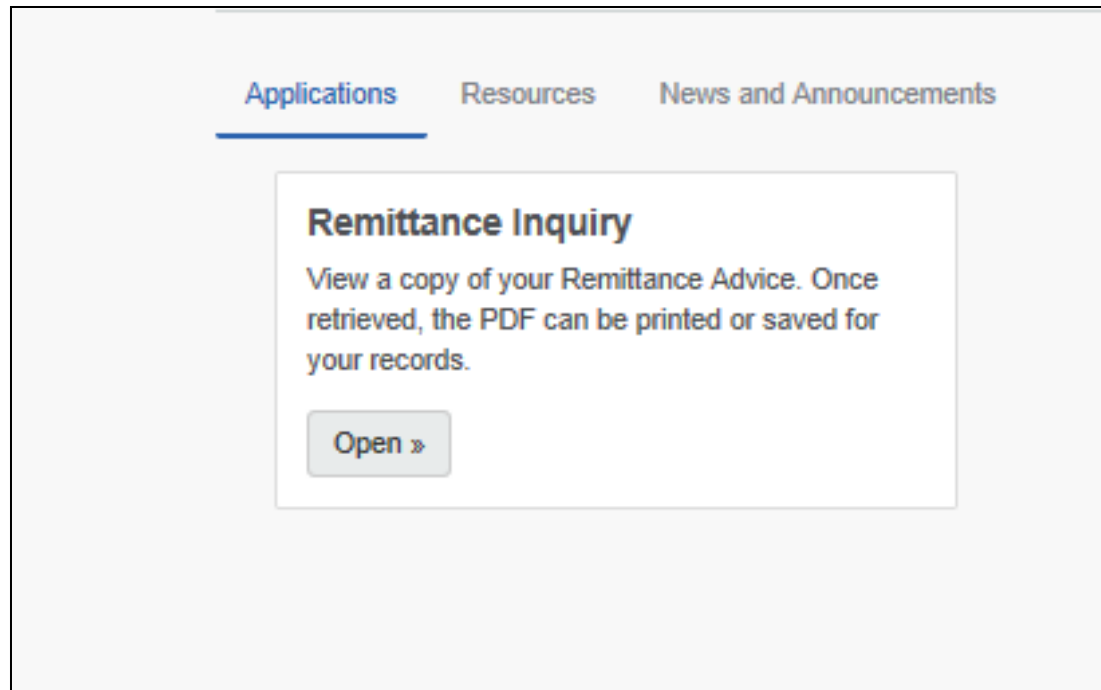 Applications Resources News and Announcements
Remittance Inquiry
View a copy of your Remittance Advice. Once
retrieved, the PDF can be printed or saved for
your records.
Open »